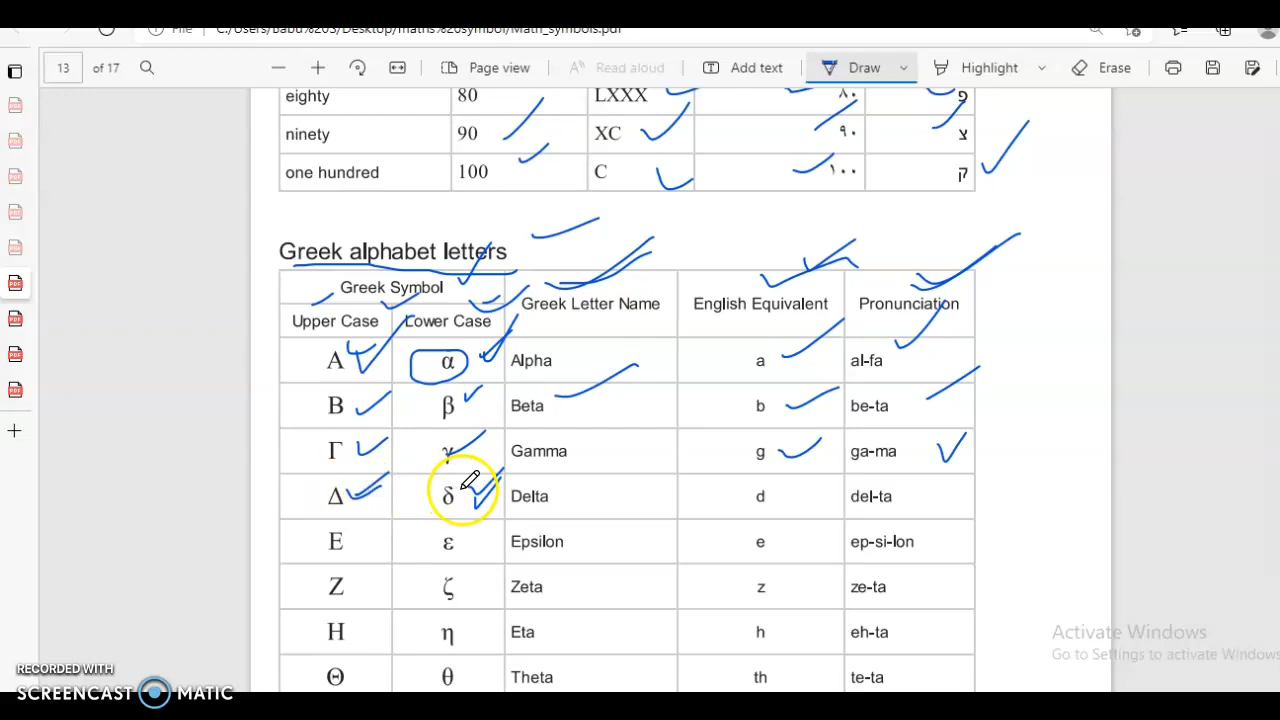 File
C:/Users/Babu%20S/Desktop/maths%20symbol/Math_symbols.pdf
13 of 17 Page view Read aloud Add text Draw Highlight Erase
eighty 80 LXXX ٨٠ פ
ninety 90 XC ٩٠ צ
one hundred 100 C ١٠٠ ק
Greek alphabet letters
Greek Symbol Greek Letter Name English Equivalent Pronunciation
Upper Case Lower Case
Α α Alpha a al-fa
Β β Beta b be-ta
Γ γ Gamma g ga-ma
Δ δ Delta d del-ta
Ε ε Epsilon e ep-si-lon
Ζ ζ Zeta z ze-ta
Η η Eta h eh-ta
Θ θ Theta th te-ta
Activate Windows
Go to Settings to activate Windows
RECORDED WITH
SCREENCAST MATIC